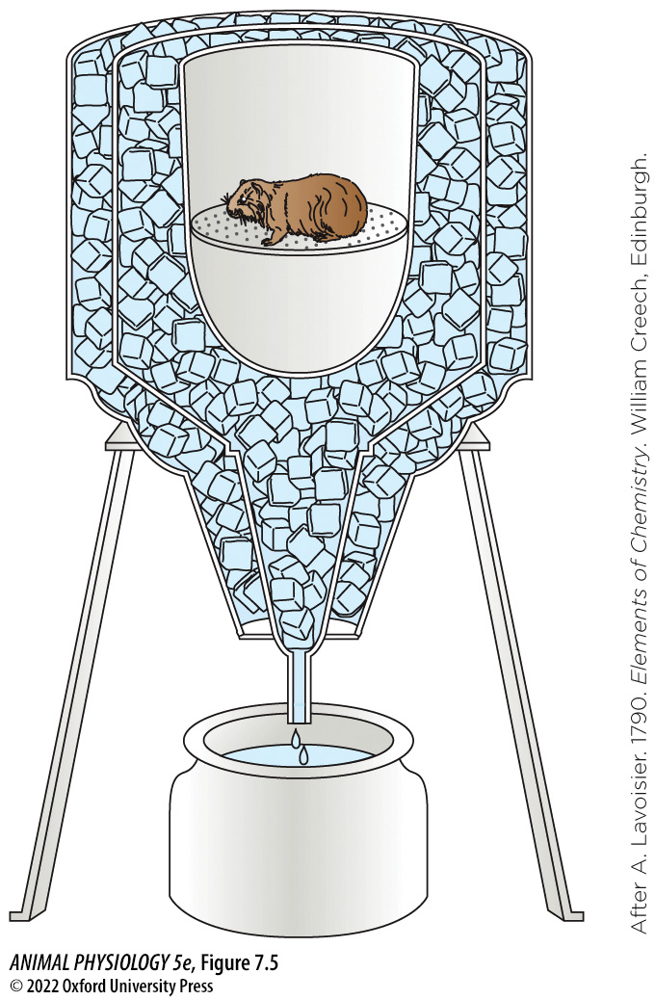 After A. Lavoisier. 1790. Elements of Chemistry. William Creech, Edinburgh.
ANIMAL PHYSIOLOGY 5e, Figure 7.5
© 2022 Oxford University Press